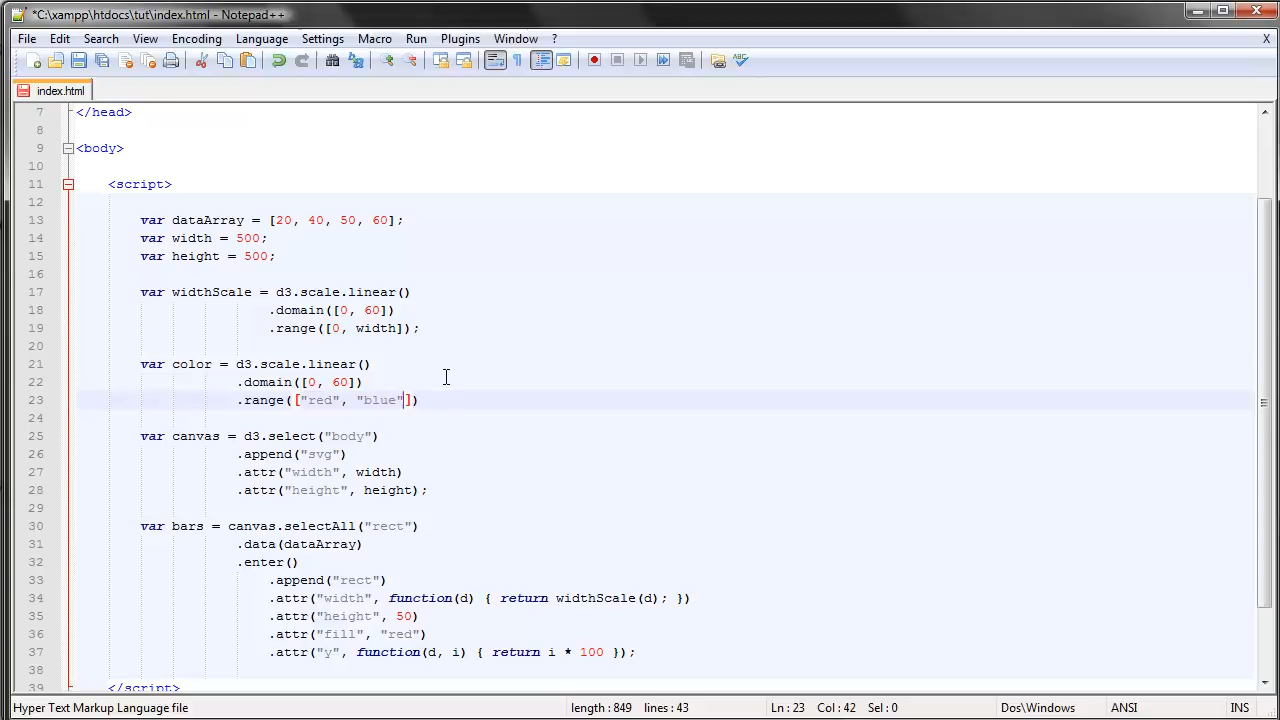 *C:\xampp\htdocs\tut\index.html - Notepad++
File Edit Search View Encoding Language Settings Macro Run Plugins Window ? X
index.html
7 </head>
8
9 <body>
10
11 <script>
12
13 var dataArray = [20, 40, 50, 60];
14 var width = 500;
15 var height = 500;
16
17 var widthScale = d3.scale.linear()
18 .domain([0, 60])
19 .range([0, width]);
20
21 var color = d3.scale.linear()
22 .domain([0, 60])
23 .range(["red", "blue"])
24
25 var canvas = d3.select("body")
26 .append("svg")
27 .attr("width", width)
28 .attr("height", height);
29
30 var bars = canvas.selectAll("rect")
31 .data(dataArray)
32 .enter()
33 .append("rect")
34 .attr("width", function(d) { return widthScale(d); })
35 .attr("height", 50)
36 .attr("fill", "red")
37 .attr("y", function(d, i) { return i * 100 });
38
39 </script>
Hyper Text Markup Language file length : 849 lines : 43 Ln : 23 Col : 42 Sel : 0 Dos\Windows ANSI INS